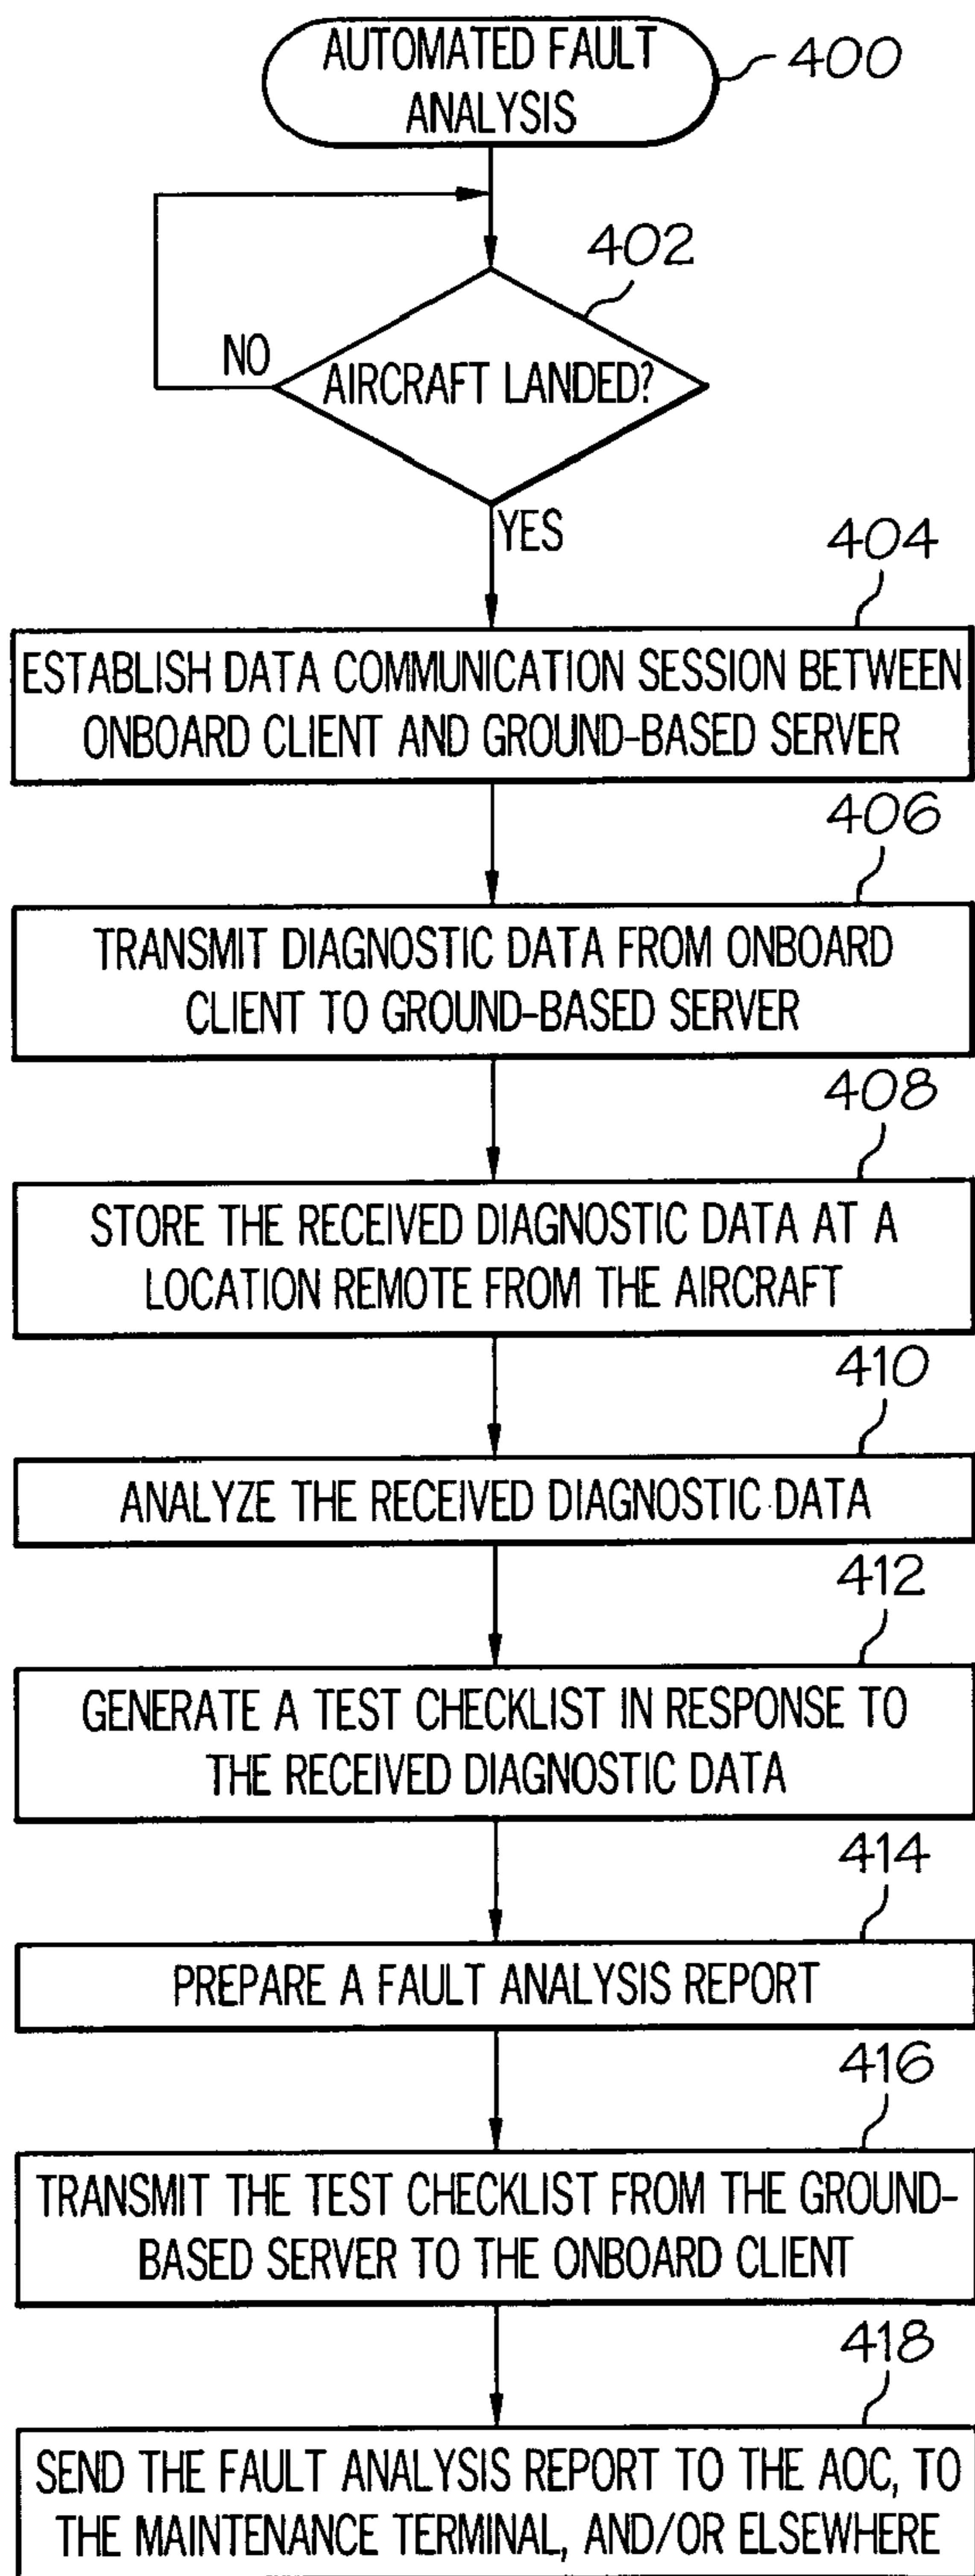 AUTOMATED FAULT
ANALYSIS
400
402
NO
AIRCRAFT LANDED?
YES
404
ESTABLISH DATA COMMUNICATION SESSION BETWEEN
ONBOARD CLIENT AND GROUND-BASED SERVER
406
TRANSMIT DIAGNOSTIC DATA FROM ONBOARD
CLIENT TO GROUND-BASED SERVER
408
STORE THE RECEIVED DIAGNOSTIC DATA AT A
LOCATION REMOTE FROM THE AIRCRAFT
410
ANALYZE THE RECEIVED DIAGNOSTIC DATA
412
GENERATE A TEST CHECKLIST IN RESPONSE TO
THE RECEIVED DIAGNOSTIC DATA
414
PREPARE A FAULT ANALYSIS REPORT
416
TRANSMIT THE TEST CHECKLIST FROM THE GROUND-
BASED SERVER TO THE ONBOARD CLIENT
418
SEND THE FAULT ANALYSIS REPORT TO THE AOC, TO
THE MAINTENANCE TERMINAL, AND/OR ELSEWHERE